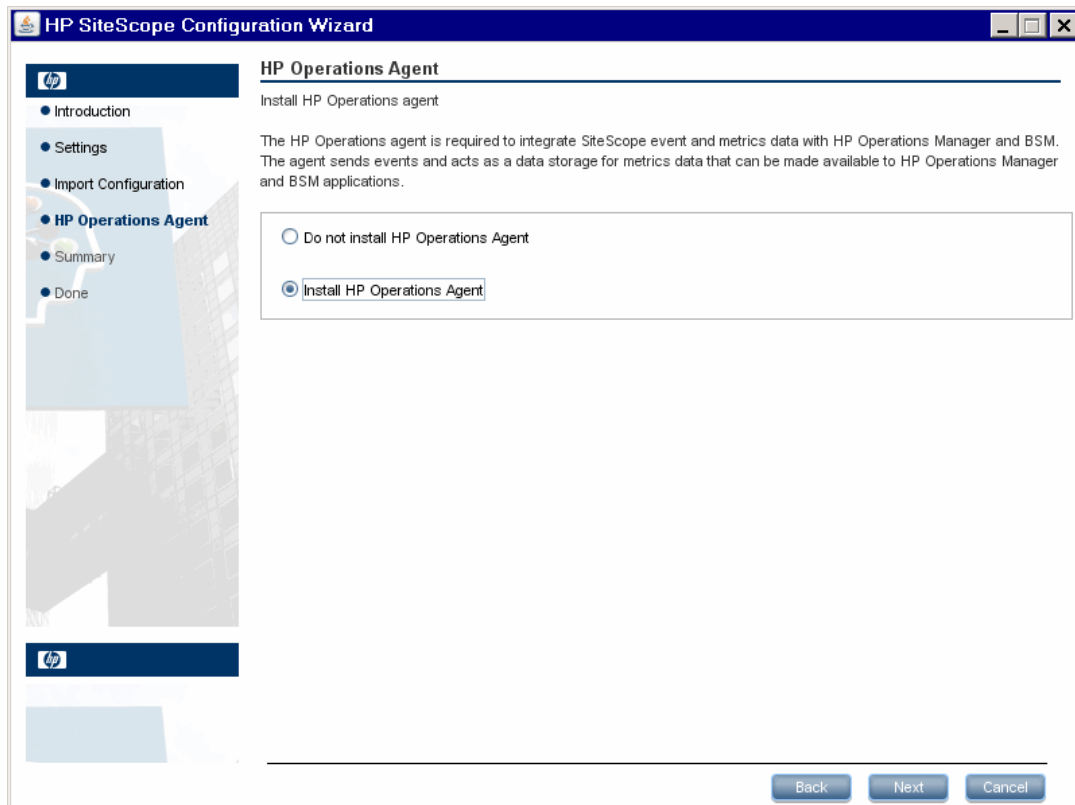 HP SiteScope Configuration Wizard
hp
Introduction
Settings
Import Configuration
HP Operations Agent
Summary
Done
hp
HP Operations Agent
Install HP Operations agent
The HP Operations agent is required to integrate SiteScope event and metrics data with HP Operations Manager and BSM.
The agent sends events and acts as a data storage for metrics data that can be made available to HP Operations Manager
and BSM applications.
Do not install HP Operations Agent
Install HP Operations Agent
Back
Next
Cancel